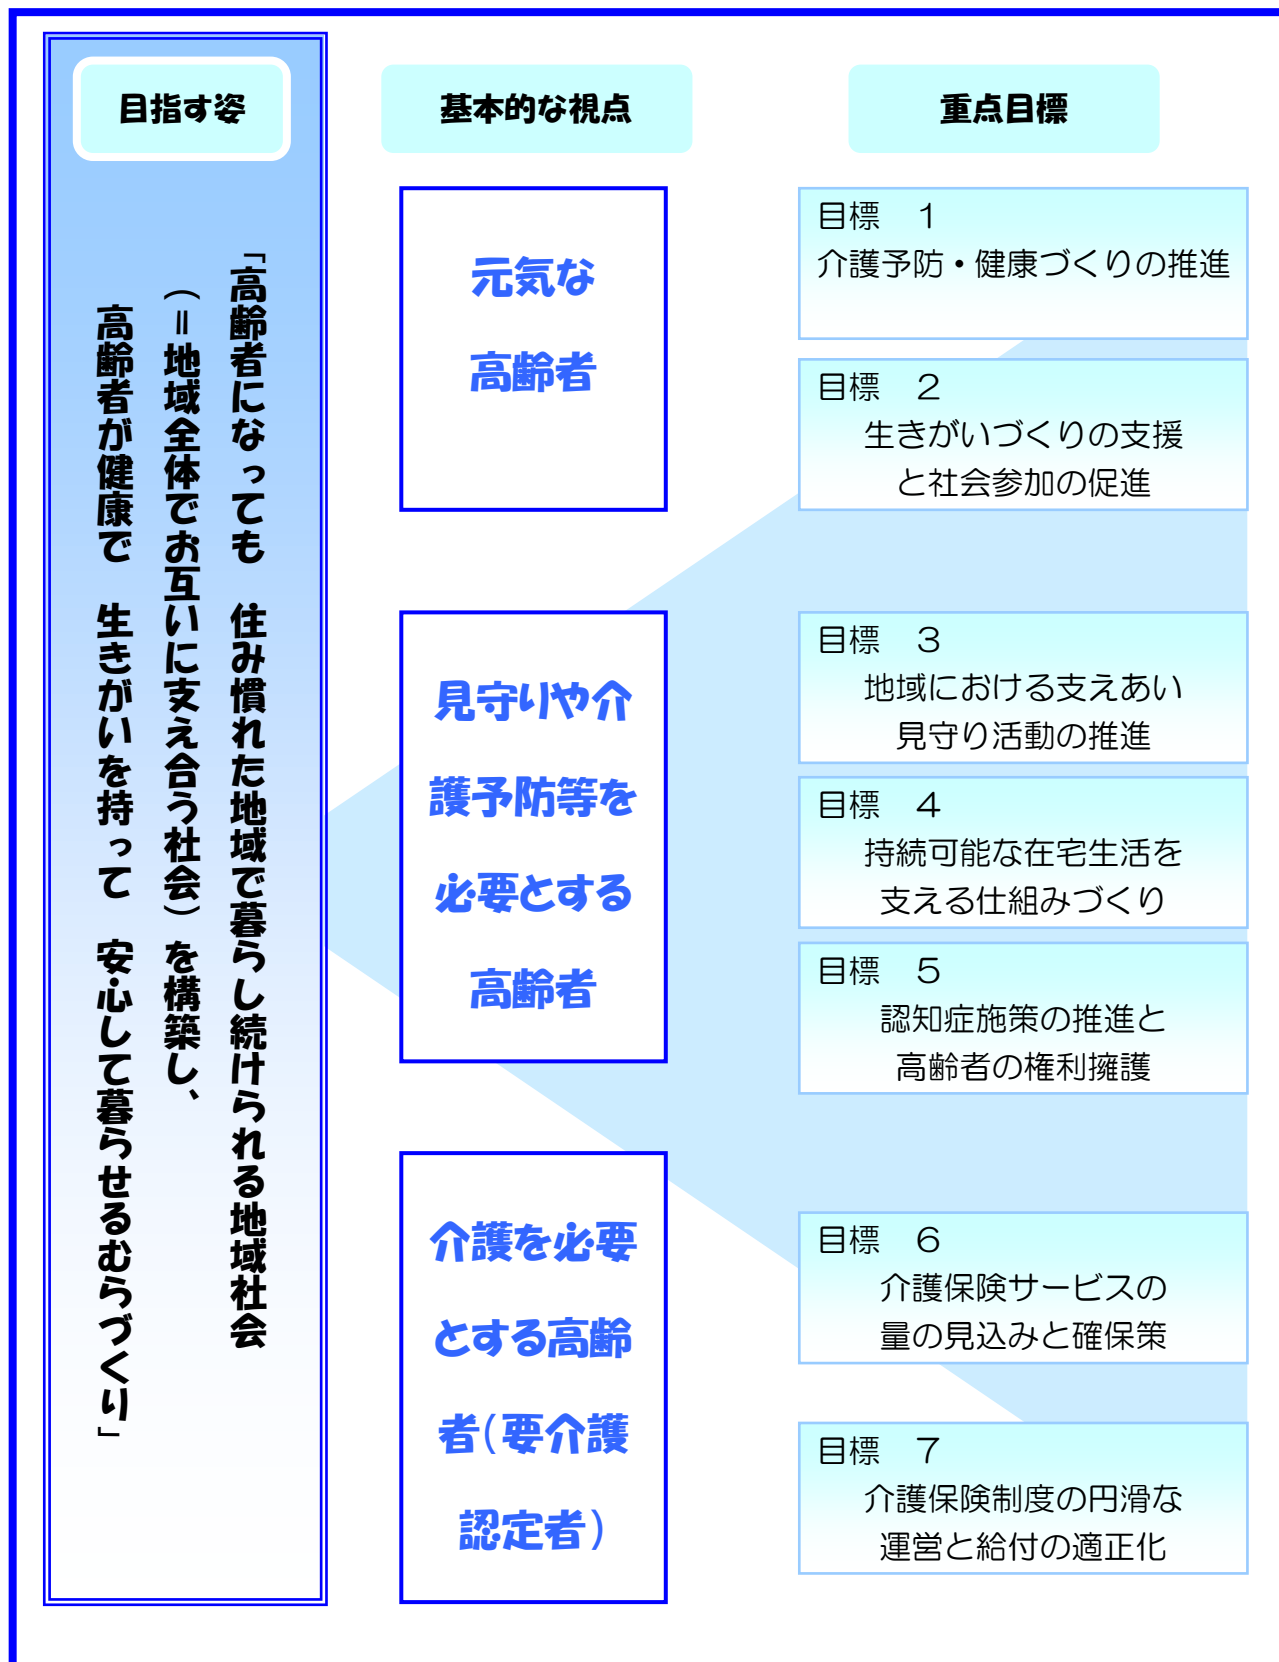 目指す姿
「高齢者になっても　住み慣れた地域で暮らし続けられる地域社会
（＝地域全体でお互いに支え合う社会）を構築し、
高齢者が健康で　生きがいを持って　安心して暮らせるむらづくり」
基本的な視点
元気な
高齢者
見守りや介
護予防等を
必要とする
高齢者
介護を必要
とする高齢
者（要介護
認定者）
重点目標
目標　１
介護予防・健康づくりの推進
目標　２
生きがいづくりの支援
と社会参加の促進
目標　３
地域における支えあい
見守り活動の推進
目標　４
持続可能な在宅生活を
支える仕組みづくり
目標　５
認知症施策の推進と
高齢者の権利擁護
目標　６
介護保険サービスの
量の見込みと確保策
目標　７
介護保険制度の円滑な
運営と給付の適正化